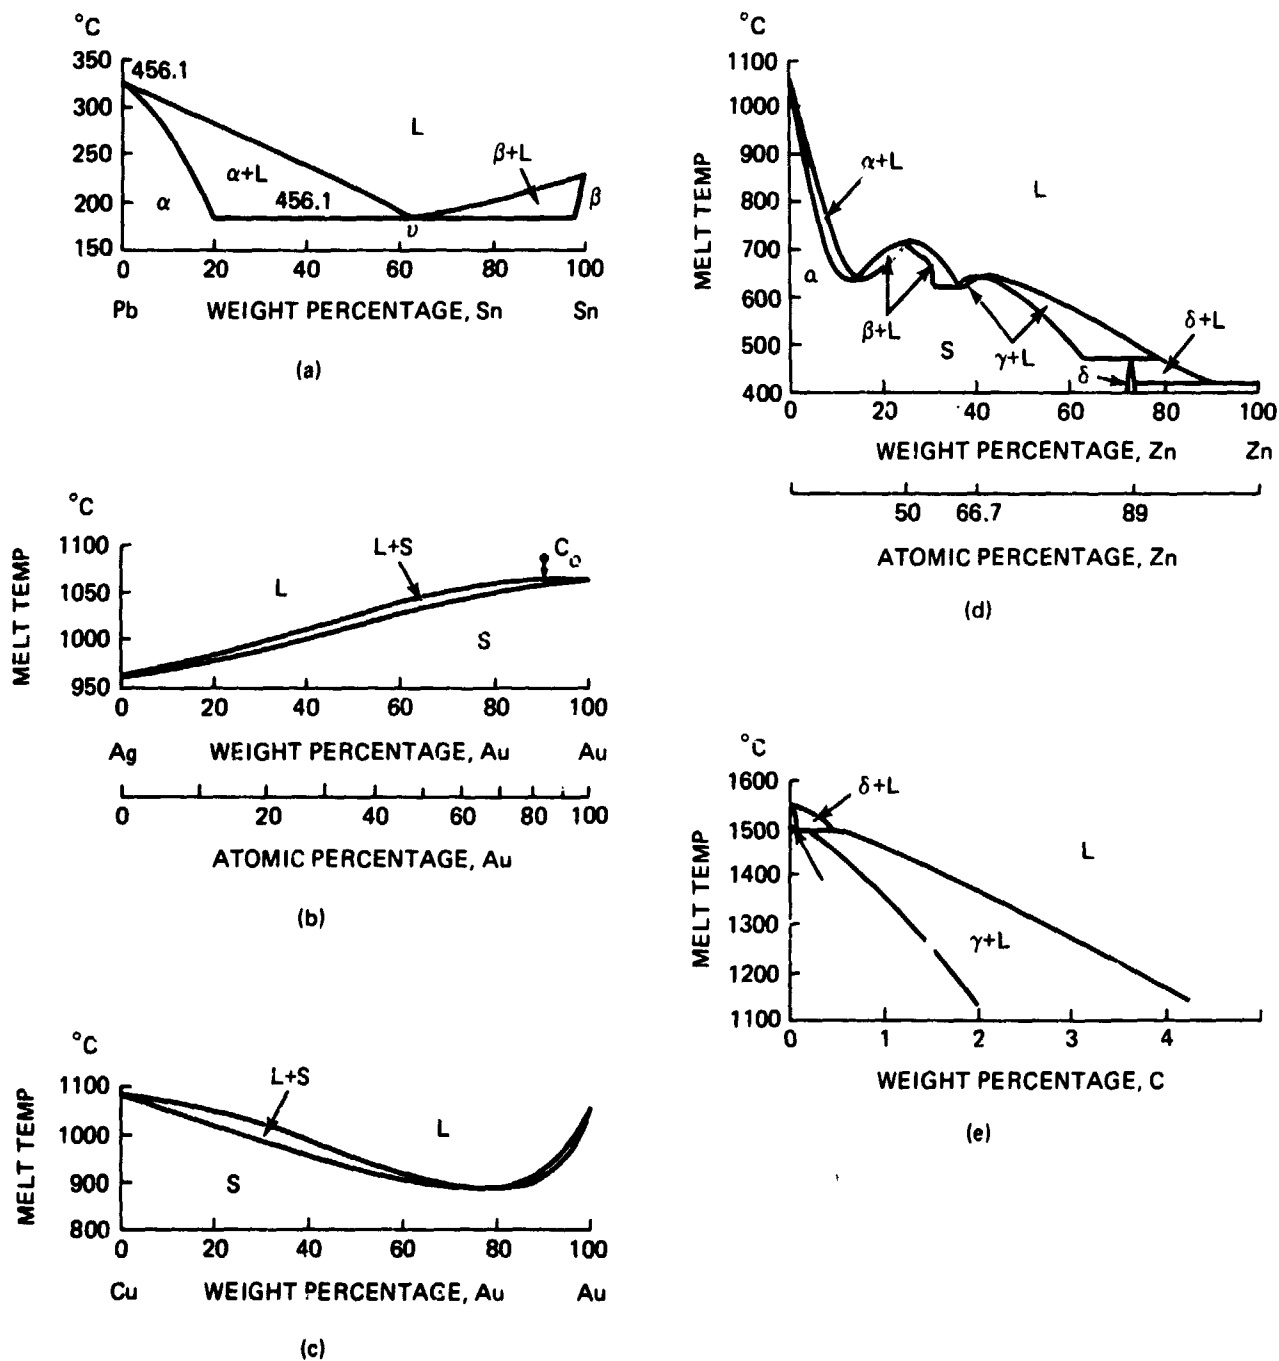 °C
350
300
250
200
150
456.1
L
α+L
β+L
456.1
α
β
υ
0 20 40 60 80 100
Pb WEIGHT PERCENTAGE, Sn Sn
(a)
°C
1100
1050
1000
950
MELT TEMP
L+S
C₀
L
S
0 20 40 60 80 100
Ag WEIGHT PERCENTAGE, Au Au
0 20 40 60 80 100
ATOMIC PERCENTAGE, Au
(b)
°C
1100
1000
900
800
MELT TEMP
L+S
L
S
0 20 40 60 80 100
Cu WEIGHT PERCENTAGE, Au Au
(c)
°C
1100
1000
900
800
700
600
500
400
MELT TEMP
α+L
L
α
β+L
S
γ+L
δ+L
δ
0 20 40 60 80 100
WEIGHT PERCENTAGE, Zn Zn
50 66.7 89
ATOMIC PERCENTAGE, Zn
(d)
°C
1600
1500
1400
1300
1200
1100
MELT TEMP
δ+L
L
γ+L
0 1 2 3 4
WEIGHT PERCENTAGE, C
(e)